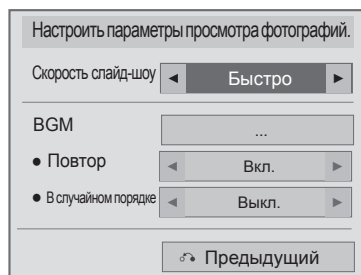 Настроить параметры просмотра фотографий.
Скорость слайд-шоу ◄ Быстро ►
BGM ...
● Повтор ◄ Вкл. ►
● В случайном порядке ◄ Выкл. ►
Предыдущий